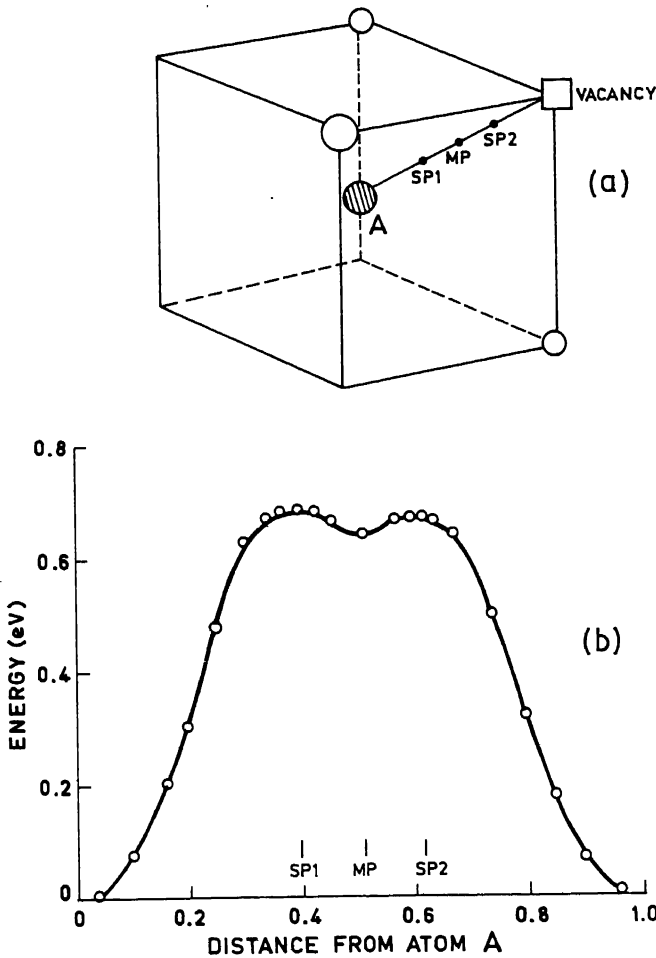 VACANCY
SP2
MP
SP1
(a)
A
0.8
0.6
0.4
0.2
0
ENERGY (eV)
(b)
SP1 MP SP2
0 0.2 0.4 0.6 0.8 1.0
DISTANCE FROM ATOM A